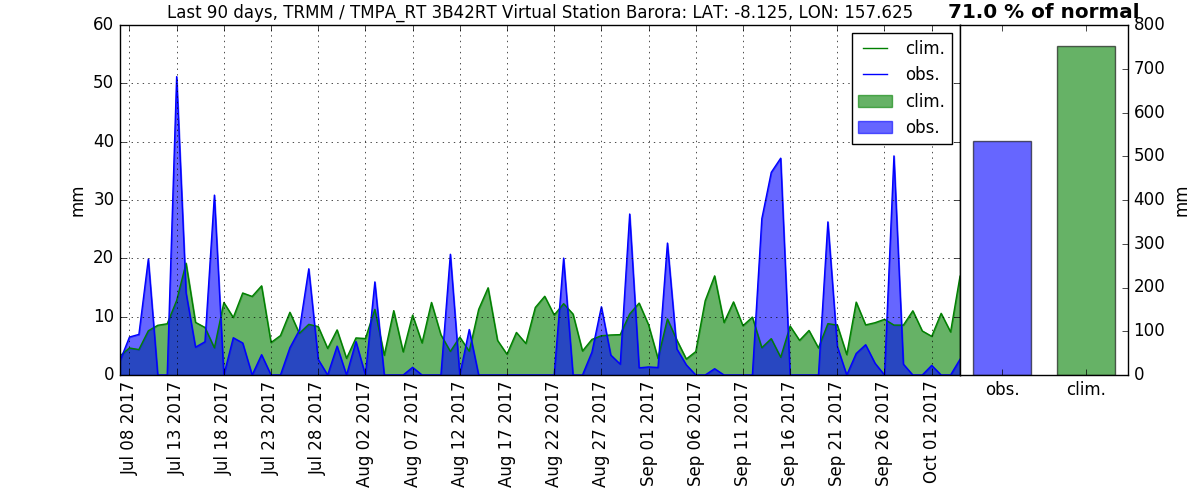 Last 90 days, TRMM / TMPA_RT 3B42RT Virtual Station Barora: LAT: -8.125, LON: 157.625
71.0 % of normal
mm
60
50
40
30
20
10
0
clim.
obs.
clim.
obs.
800
700
600
500
400
300
200
100
0
mm
Jul 08 2017
Jul 13 2017
Jul 18 2017
Jul 23 2017
Jul 28 2017
Aug 02 2017
Aug 07 2017
Aug 12 2017
Aug 17 2017
Aug 22 2017
Aug 27 2017
Sep 01 2017
Sep 06 2017
Sep 11 2017
Sep 16 2017
Sep 21 2017
Sep 26 2017
Oct 01 2017
obs.
clim.